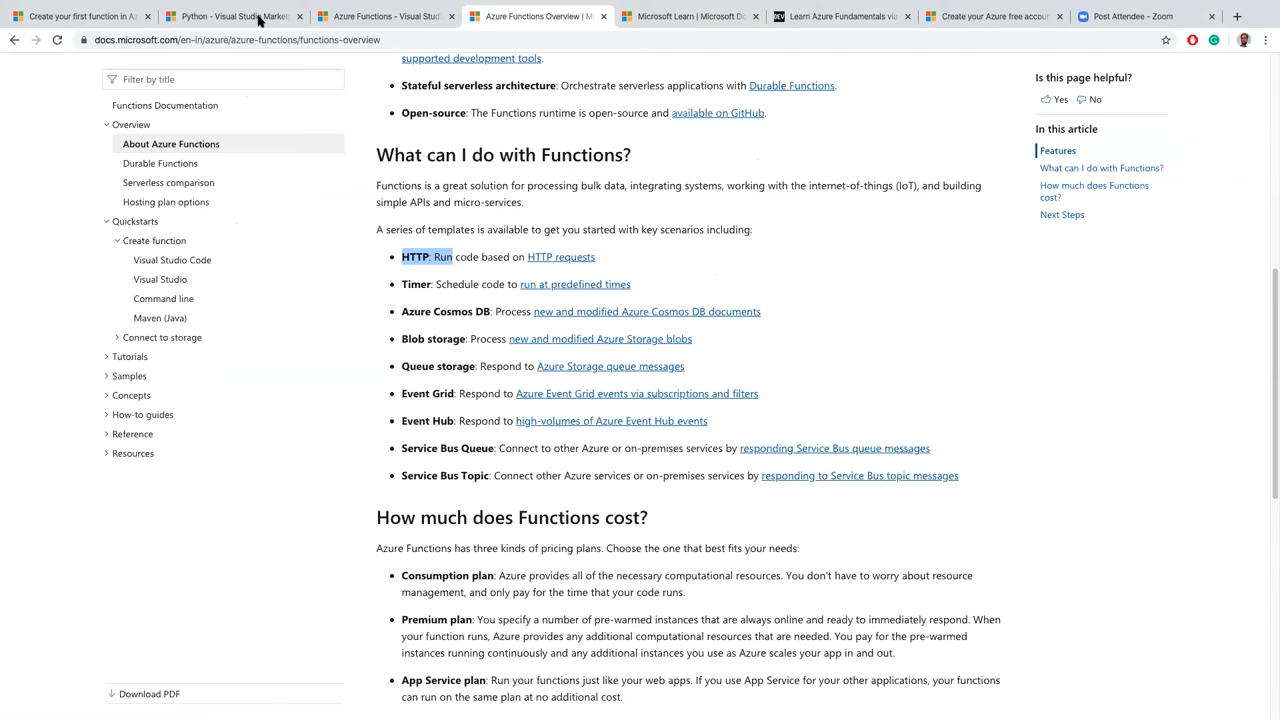 Create your first function in Az
Python - Visual Studio Marketp
Azure Functions - Visual Studi
Azure Functions Overview | Mi
Microsoft Learn | Microsoft Do
DEV Learn Azure Fundamentals via
Create your Azure free accoun
Post Attendee - Zoom
docs.microsoft.com/en-in/azure/azure-functions/functions-overview
Filter by title
Functions Documentation
Overview
About Azure Functions
Durable Functions
Serverless comparison
Hosting plan options
Quickstarts
Create function
Visual Studio Code
Visual Studio
Command line
Maven (Java)
Connect to storage
Tutorials
Samples
Concepts
How-to guides
Reference
Resources
Download PDF
supported development tools.
Stateful serverless architecture: Orchestrate serverless applications with Durable Functions.
Open-source: The Functions runtime is open-source and available on GitHub.
What can I do with Functions?
Functions is a great solution for processing bulk data, integrating systems, working with the internet-of-things (IoT), and building
simple APIs and micro-services.
A series of templates is available to get you started with key scenarios including:
HTTP: Run code based on HTTP requests
Timer: Schedule code to run at predefined times
Azure Cosmos DB: Process new and modified Azure Cosmos DB documents
Blob storage: Process new and modified Azure Storage blobs
Queue storage: Respond to Azure Storage queue messages
Event Grid: Respond to Azure Event Grid events via subscriptions and filters
Event Hub: Respond to high-volumes of Azure Event Hub events
Service Bus Queue: Connect to other Azure or on-premises services by responding Service Bus queue messages
Service Bus Topic: Connect other Azure services or on-premises services by responding to Service Bus topic messages
How much does Functions cost?
Azure Functions has three kinds of pricing plans. Choose the one that best fits your needs:
Consumption plan: Azure provides all of the necessary computational resources. You don't have to worry about resource
management, and only pay for the time that your code runs.
Premium plan: You specify a number of pre-warmed instances that are always online and ready to immediately respond. When
your function runs, Azure provides any additional computational resources that are needed. You pay for the pre-warmed
instances running continuously and any additional instances you use as Azure scales your app in and out.
App Service plan: Run your functions just like your web apps. If you use App Service for your other applications, your functions
can run on the same plan at no additional cost.
Is this page helpful?
Yes No
In this article
Features
What can I do with Functions?
How much does Functions
cost?
Next Steps